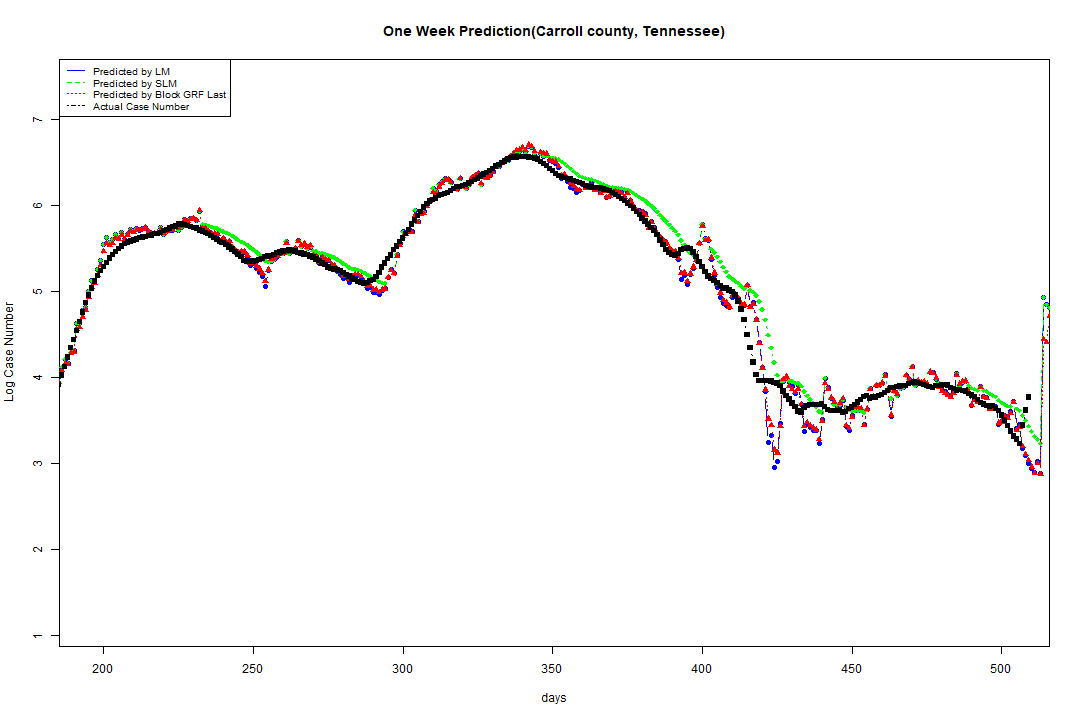 One Week Prediction(Carroll county, Tennessee)
Predicted by LM
Predicted by SLM
Predicted by Block GRF Last
Actual Case Number
7
6
5
4
3
2
1
Log Case Number
200 250 300 350 400 450 500
days